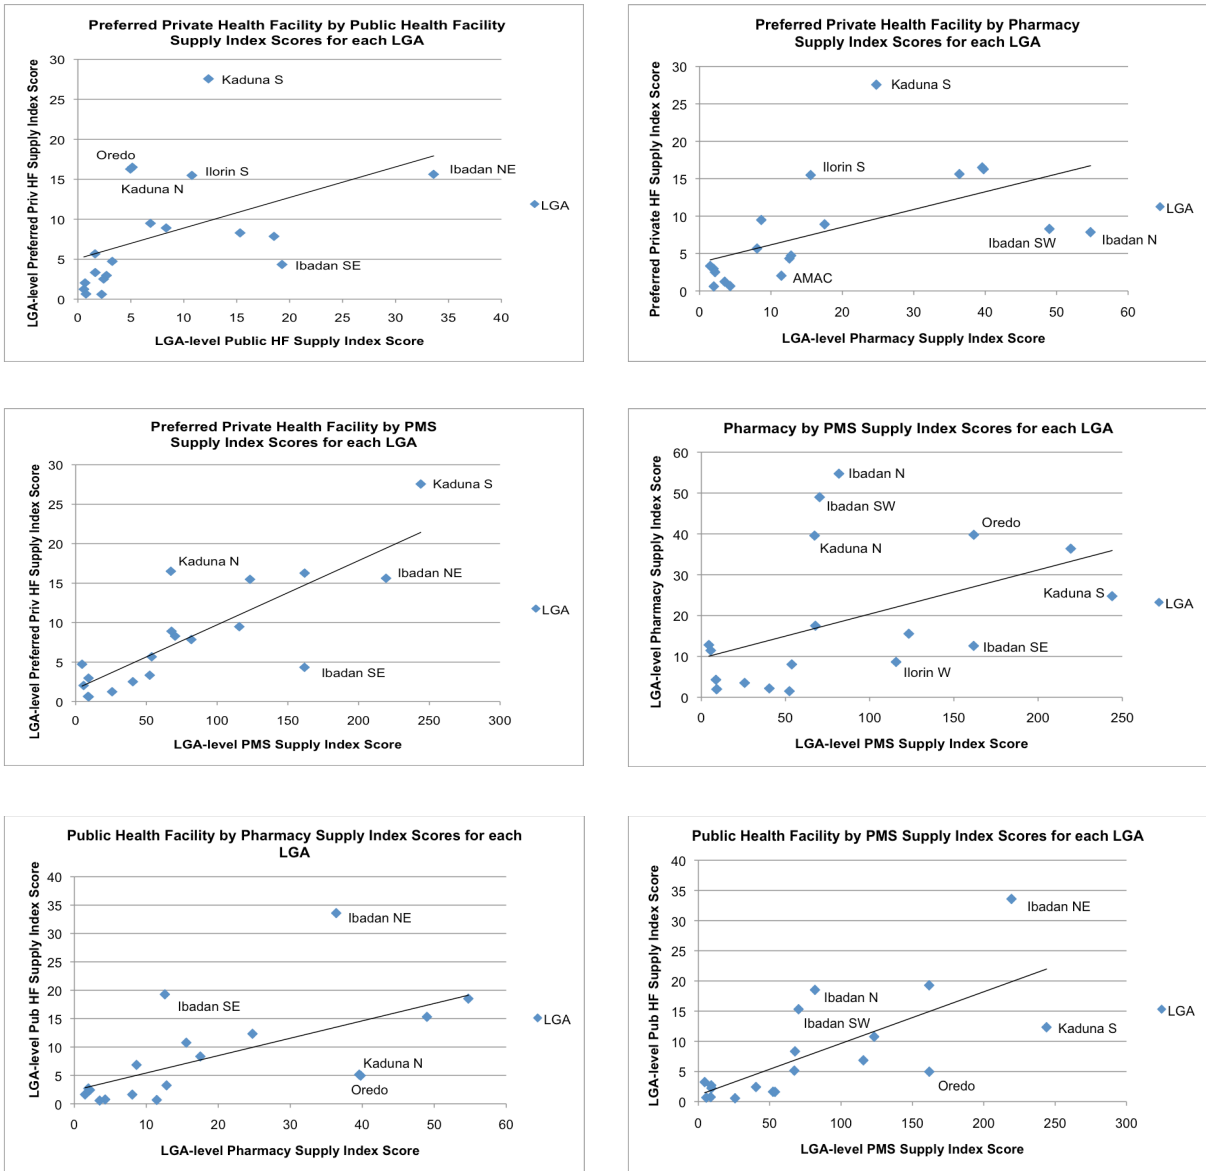 Preferred Private Health Facility by Public Health Facility
Supply Index Scores for each LGA
LGA-level Preferred Priv HF Supply Index Score
30
25
20
15
10
5
0
Kaduna S
Oredo
Kaduna N
Ilorin S
Ibadan NE
Ibadan SE
LGA
0 5 10 15 20 25 30 35 40
LGA-level Public HF Supply Index Score
Preferred Private Health Facility by Pharmacy
Supply Index Scores for each LGA
Preferred Private HF Supply Index Score
30
25
20
15
10
5
0
Kaduna S
Ilorin S
Ibadan SW
Ibadan N
AMAC
LGA
0 10 20 30 40 50 60
LGA-level Pharmacy Supply Index Score
Preferred Private Health Facility by PMS
Supply Index Scores for each LGA
LGA-level Preferred Priv HF Supply Index Score
30
25
20
15
10
5
0
Kaduna S
Kaduna N
Ibadan NE
Ibadan SE
LGA
0 50 100 150 200 250 300
LGA-level PMS Supply Index Score
Pharmacy by PMS Supply Index Scores for each LGA
LGA-level Pharmacy Supply Index Score
60
50
40
30
20
10
0
Ibadan N
Ibadan SW
Oredo
Kaduna N
Kaduna S
Ibadan SE
Ilorin W
LGA
0 50 100 150 200 250
LGA-level PMS Supply Index Score
Public Health Facility by Pharmacy Supply Index Scores for each
LGA
LGA-level Pub HF Supply Index Score
40
35
30
25
20
15
10
5
0
Ibadan NE
Ibadan SE
Kaduna N
Oredo
LGA
0 10 20 30 40 50 60
LGA-level Pharmacy Supply Index Score
Public Health Facility by PMS Supply Index Scores for each LGA
LGA-level Pub HF Supply Index Score
40
35
30
25
20
15
10
5
0
Ibadan NE
Ibadan N
Ibadan SW
Kaduna S
Oredo
LGA
0 50 100 150 200 250 300
LGA-level PMS Supply Index Score